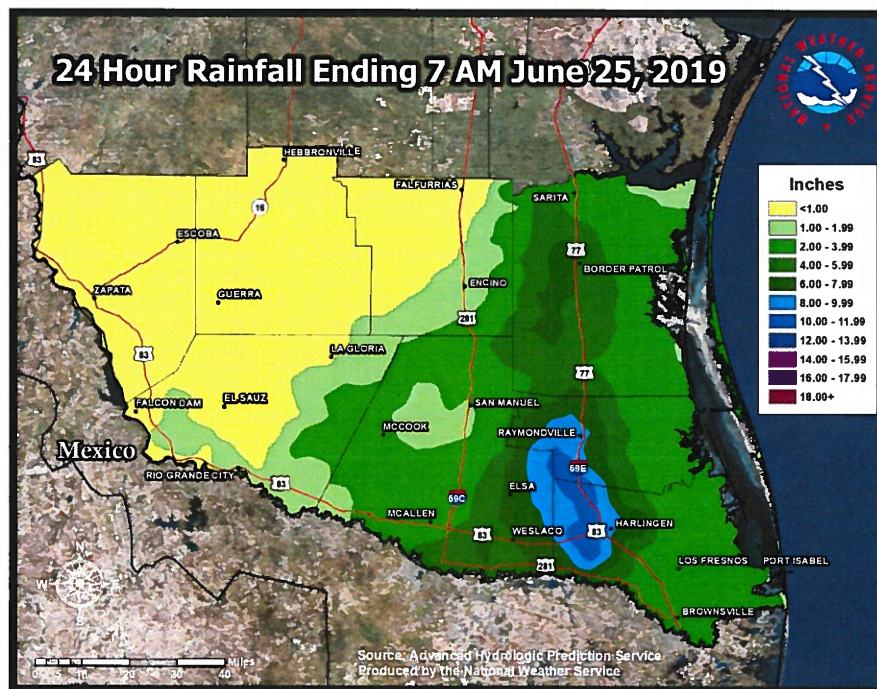 24 Hour Rainfall Ending 7 AM June 25, 2019
NATIONAL WEATHER SERVICE
83
HEBBRONVILLE
FALFURRIAS
SARITA
16
ESCOBA
77
BORDER PATROL
ZAPATA
GUERRA
ENCINO
281
83
LA GLORIA
77
FALCON DAM
EL SAUZ
SAN MANUEL
MCCOOK
RAYMONDVILLE
Mexico
RIO GRANDE CITY
83
69E
ELSA
69C
MCALLEN
HARLINGEN
83
WESLACO
83
281
LOS FRESNOS
PORT ISABEL
BROWNSVILLE
Inches
<1.00
1.00 - 1.99
2.00 - 3.99
4.00 - 5.99
6.00 - 7.99
8.00 - 9.99
10.00 - 11.99
12.00 - 13.99
14.00 - 15.99
16.00 - 17.99
18.00+
N
W E
S
0 5 10 20 30 40 Miles
Source: Advanced Hydrologic Prediction Service
Produced by the National Weather Service